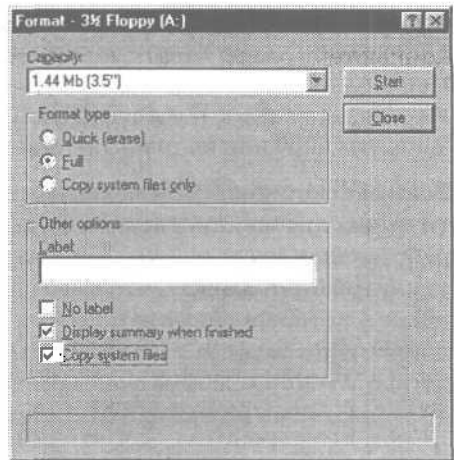 Format - 3½ Floppy (A:)
Capacity:
1.44 Mb (3.5")
Start
Close
Format type
Quick (erase)
Full
Copy system files only
Other options
Label:
No label
Display summary when finished
Copy system files